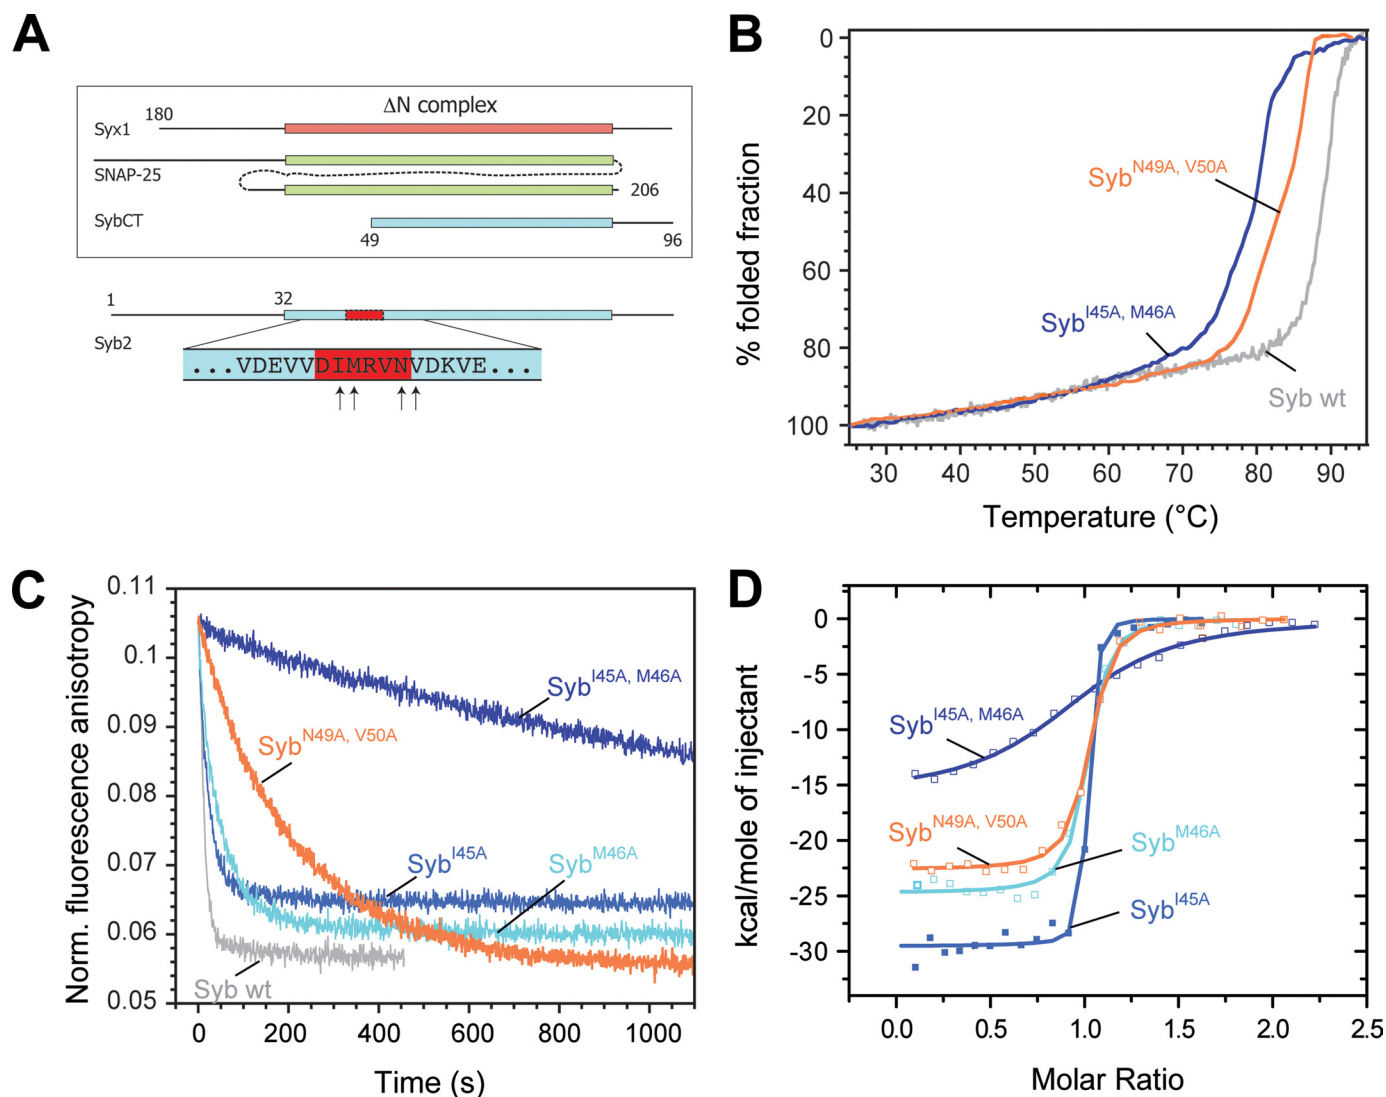 A
ΔN complex
180
Syx1
SNAP-25
206
SybCT
49
96
1
32
Syb2
...VDEVVDIMRVNVDKVE...
B
0
20
40
60
80
100
% folded fraction
Syb^N49A, V50A
Syb^I45A, M46A
Syb wt
30 40 50 60 70 80 90
Temperature (°C)
C
0.11
0.1
0.09
0.08
0.07
0.06
0.05
Norm. fluorescence anisotropy
Syb^I45A, M46A
Syb^N49A, V50A
Syb^I45A
Syb^M46A
Syb wt
0 200 400 600 800 1000
Time (s)
D
0
-5
-10
-15
-20
-25
-30
kcal/mole of injectant
Syb^I45A, M46A
Syb^N49A, V50A
Syb^M46A
Syb^I45A
0.0 0.5 1.0 1.5 2.0 2.5
Molar Ratio